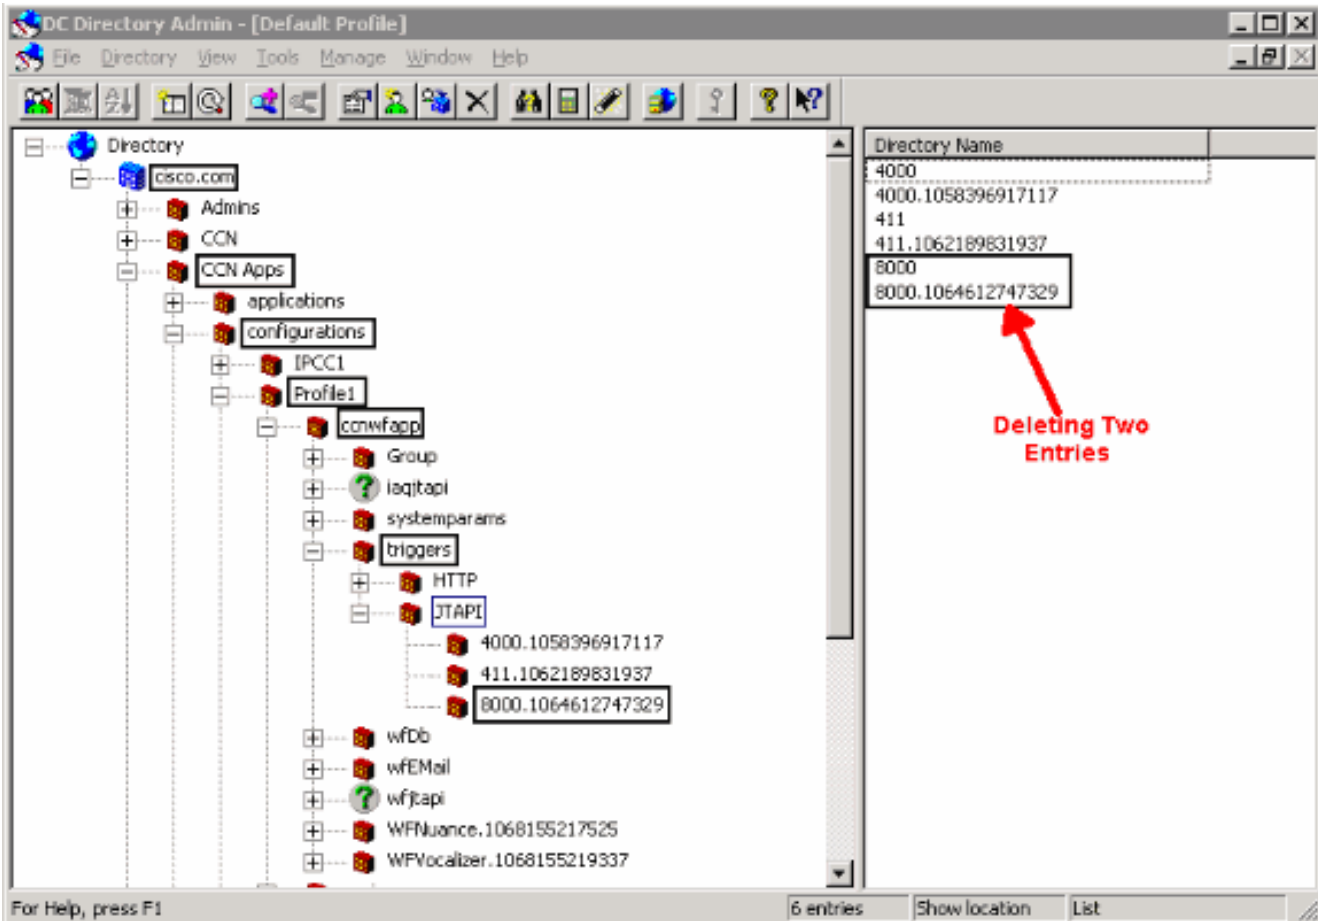 DC Directory Admin - [Default Profile]
File Directory View Tools Manage Window Help
Directory
cisco.com
Admins
CCN
CCN Apps
applications
configurations
IPCC1
Profile1
ccnwfapp
Group
iaqjtapi
systemparams
triggers
HTTP
JTAPI
4000.1058396917117
411.1062189831937
8000.1064612747329
wfDb
wfEMail
wfjtapi
WFNuance.1068155217525
WFVocalizer.1068155219337
Directory Name
4000
4000.1058396917117
411
411.1062189831937
8000
8000.1064612747329
Deleting Two
Entries
For Help, press F1
6 entries
Show location
List